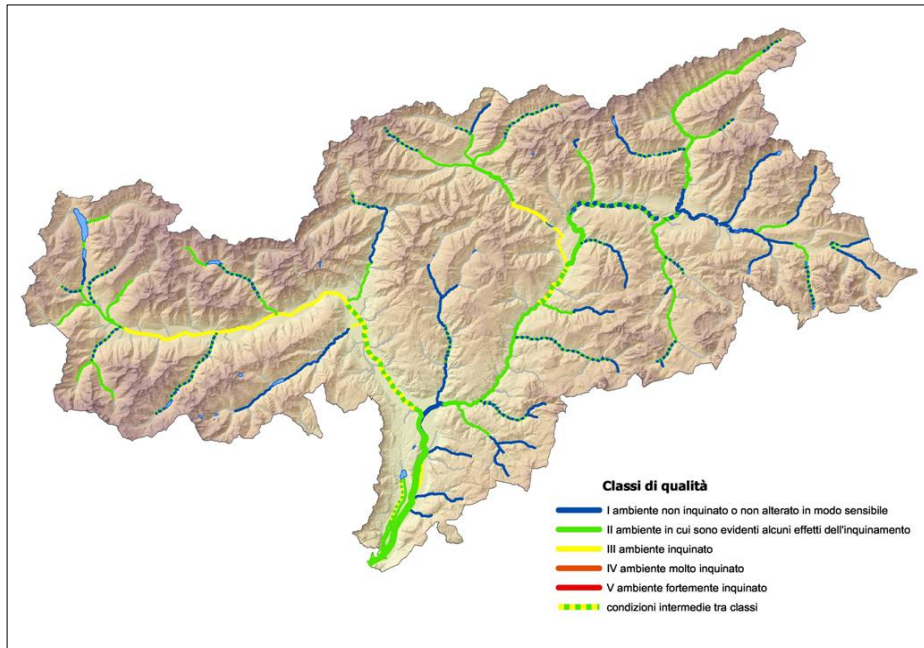 Classi di qualità
I ambiente non inquinato o non alterato in modo sensibile
II ambiente in cui sono evidenti alcuni effetti dell'inquinamento
III ambiente inquinato
IV ambiente molto inquinato
V ambiente fortemente inquinato
condizioni intermedie tra classi